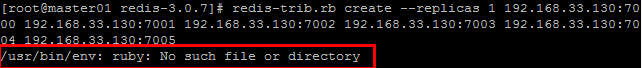 [root@master01 redis-3.0.7]# redis-trib.rb create --replicas 1 192.168.33.130:70
00 192.168.33.130:7001 192.168.33.130:7002 192.168.33.130:7003 192.168.33.130:70
04 192.168.33.130:7005
/usr/bin/env: ruby: No such file or directory